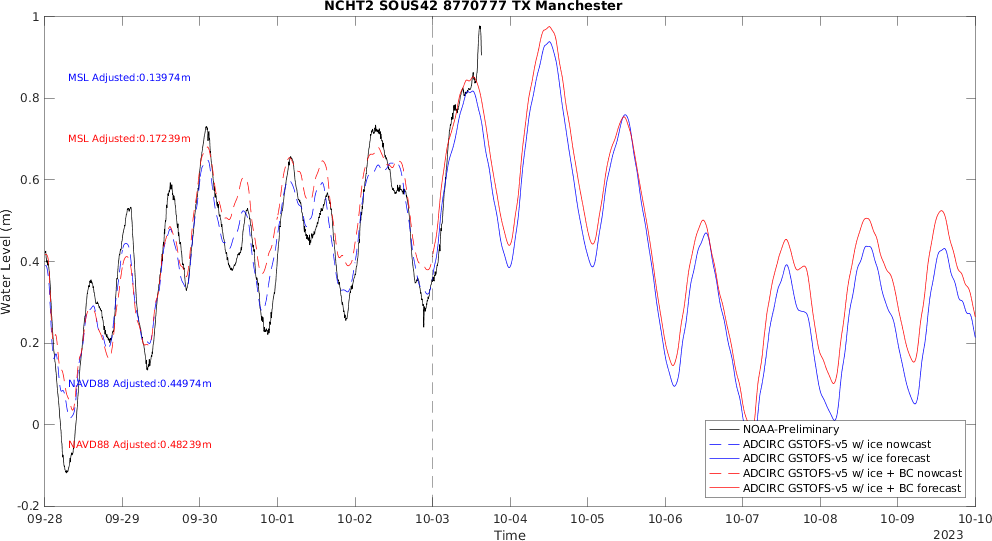 NCHT2 SOUS42 8770777 TX Manchester
1
0.8
0.6
0.4
0.2
0
-0.2
Water Level (m)
MSL Adjusted:0.13974m
MSL Adjusted:0.17239m
NAVD88 Adjusted:0.44974m
NAVD88 Adjusted:0.48239m
NOAA-Preliminary
ADCIRC GSTOFS-v5 w/ ice nowcast
ADCIRC GSTOFS-v5 w/ ice forecast
ADCIRC GSTOFS-v5 w/ ice + BC nowcast
ADCIRC GSTOFS-v5 w/ ice + BC forecast
09-28 09-29 09-30 10-01 10-02 10-03 10-04 10-05 10-06 10-07 10-08 10-09 10-10
Time
2023